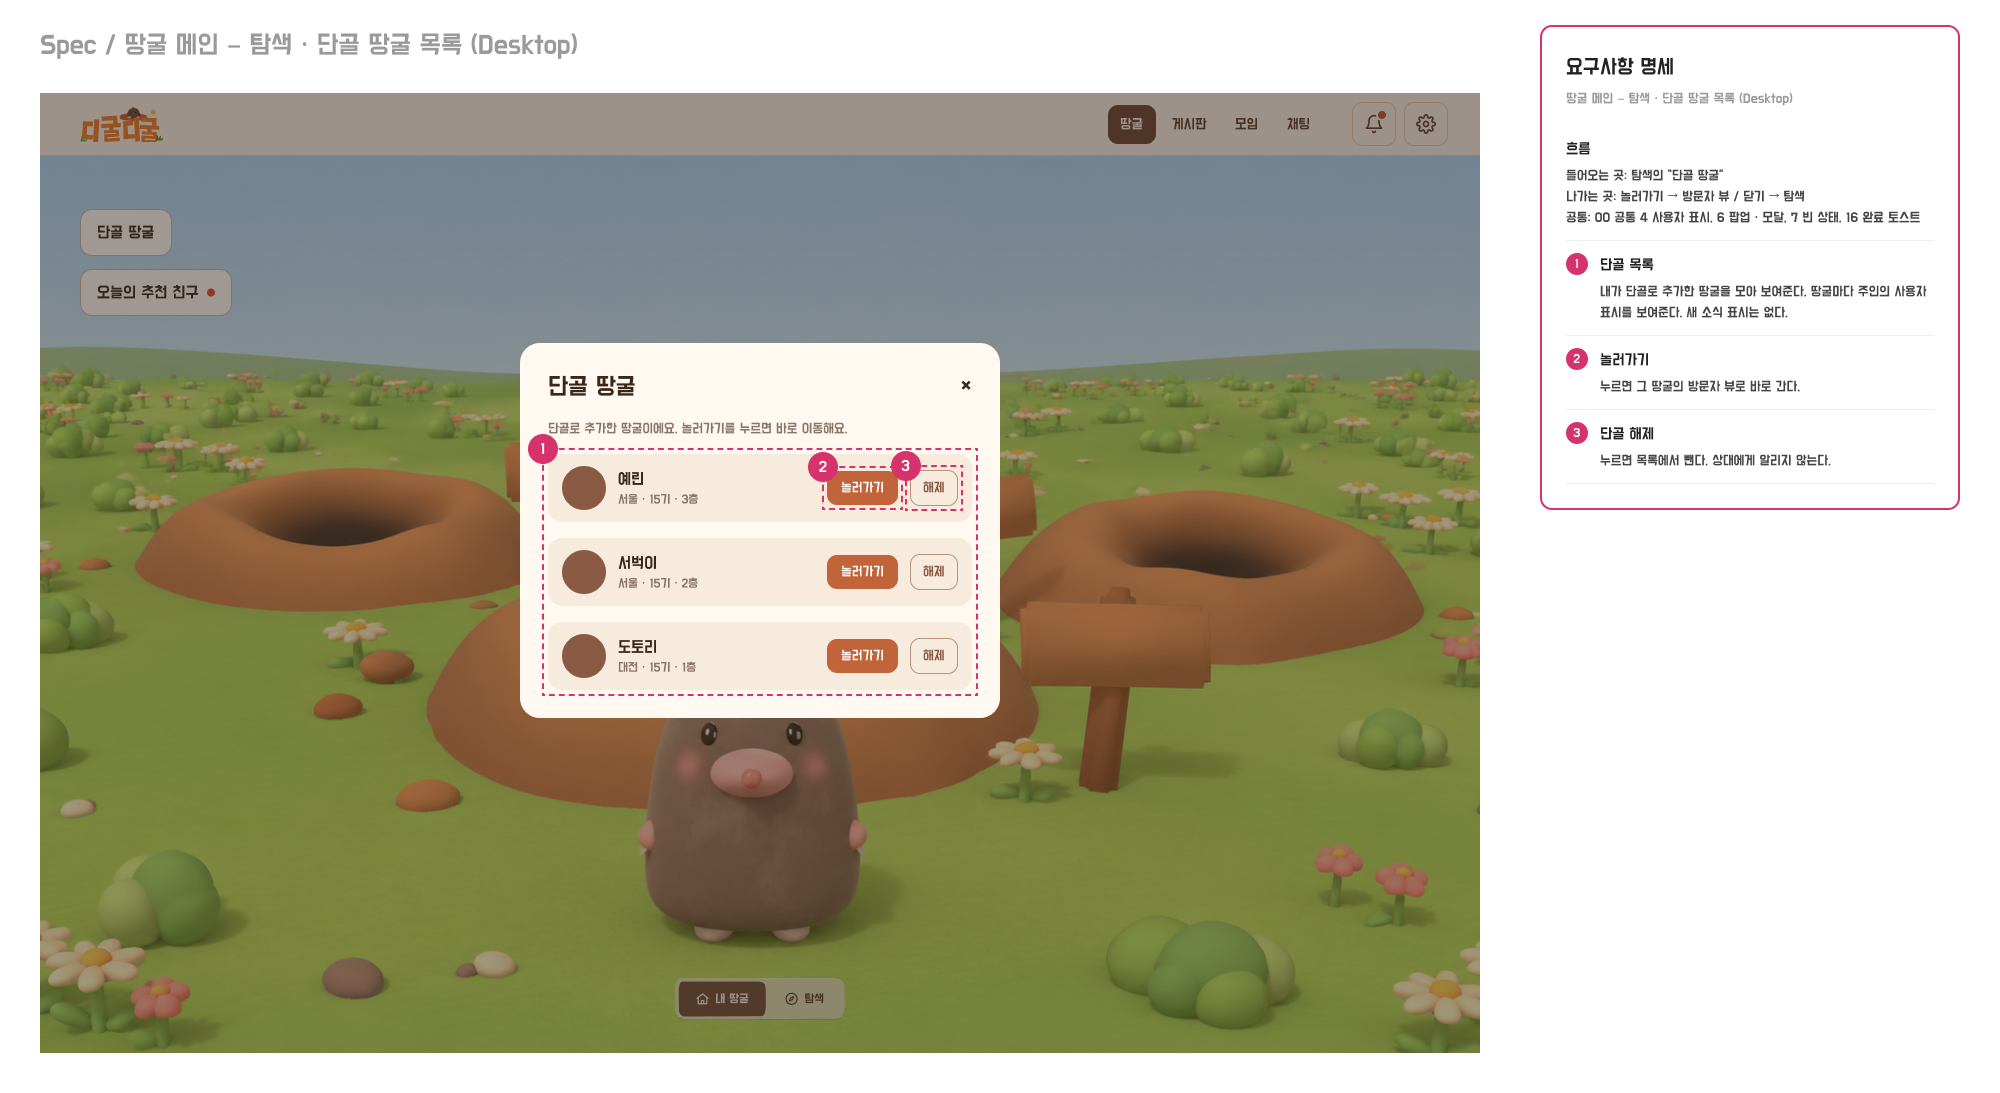 Spec / 땅굴 메인 – 탐색 · 단골 땅굴 목록 (Desktop)
디굴디굴
땅굴
게시판
모임
채팅
단골 땅굴
오늘의 추천 친구
단골 땅굴
×
단골로 추가한 땅굴이에요. 놀러가기를 누르면 바로 이동해요.
1
예린
서울 · 15기 · 3층
2
놀러가기
3
해제
서벅이
서울 · 15기 · 2층
놀러가기
해제
도토리
대전 · 15기 · 1층
놀러가기
해제
내 땅굴
탐색
요구사항 명세
땅굴 메인 – 탐색 · 단골 땅굴 목록 (Desktop)
흐름
들어오는 곳: 탐색의 "단골 땅굴"
나가는 곳: 놀러가기 → 방문자 뷰 / 닫기 → 탐색
공통: 00 공통 4 사용자 표시, 6 팝업 · 모달, 7 빈 상태, 16 완료 토스트
1 단골 목록
내가 단골로 추가한 땅굴을 모아 보여준다. 땅굴마다 주인의 사용자
표시를 보여준다. 새 소식 표시는 없다.
2 놀러가기
누르면 그 땅굴의 방문자 뷰로 바로 간다.
3 단골 해제
누르면 목록에서 뺀다. 상대에게 알리지 않는다.